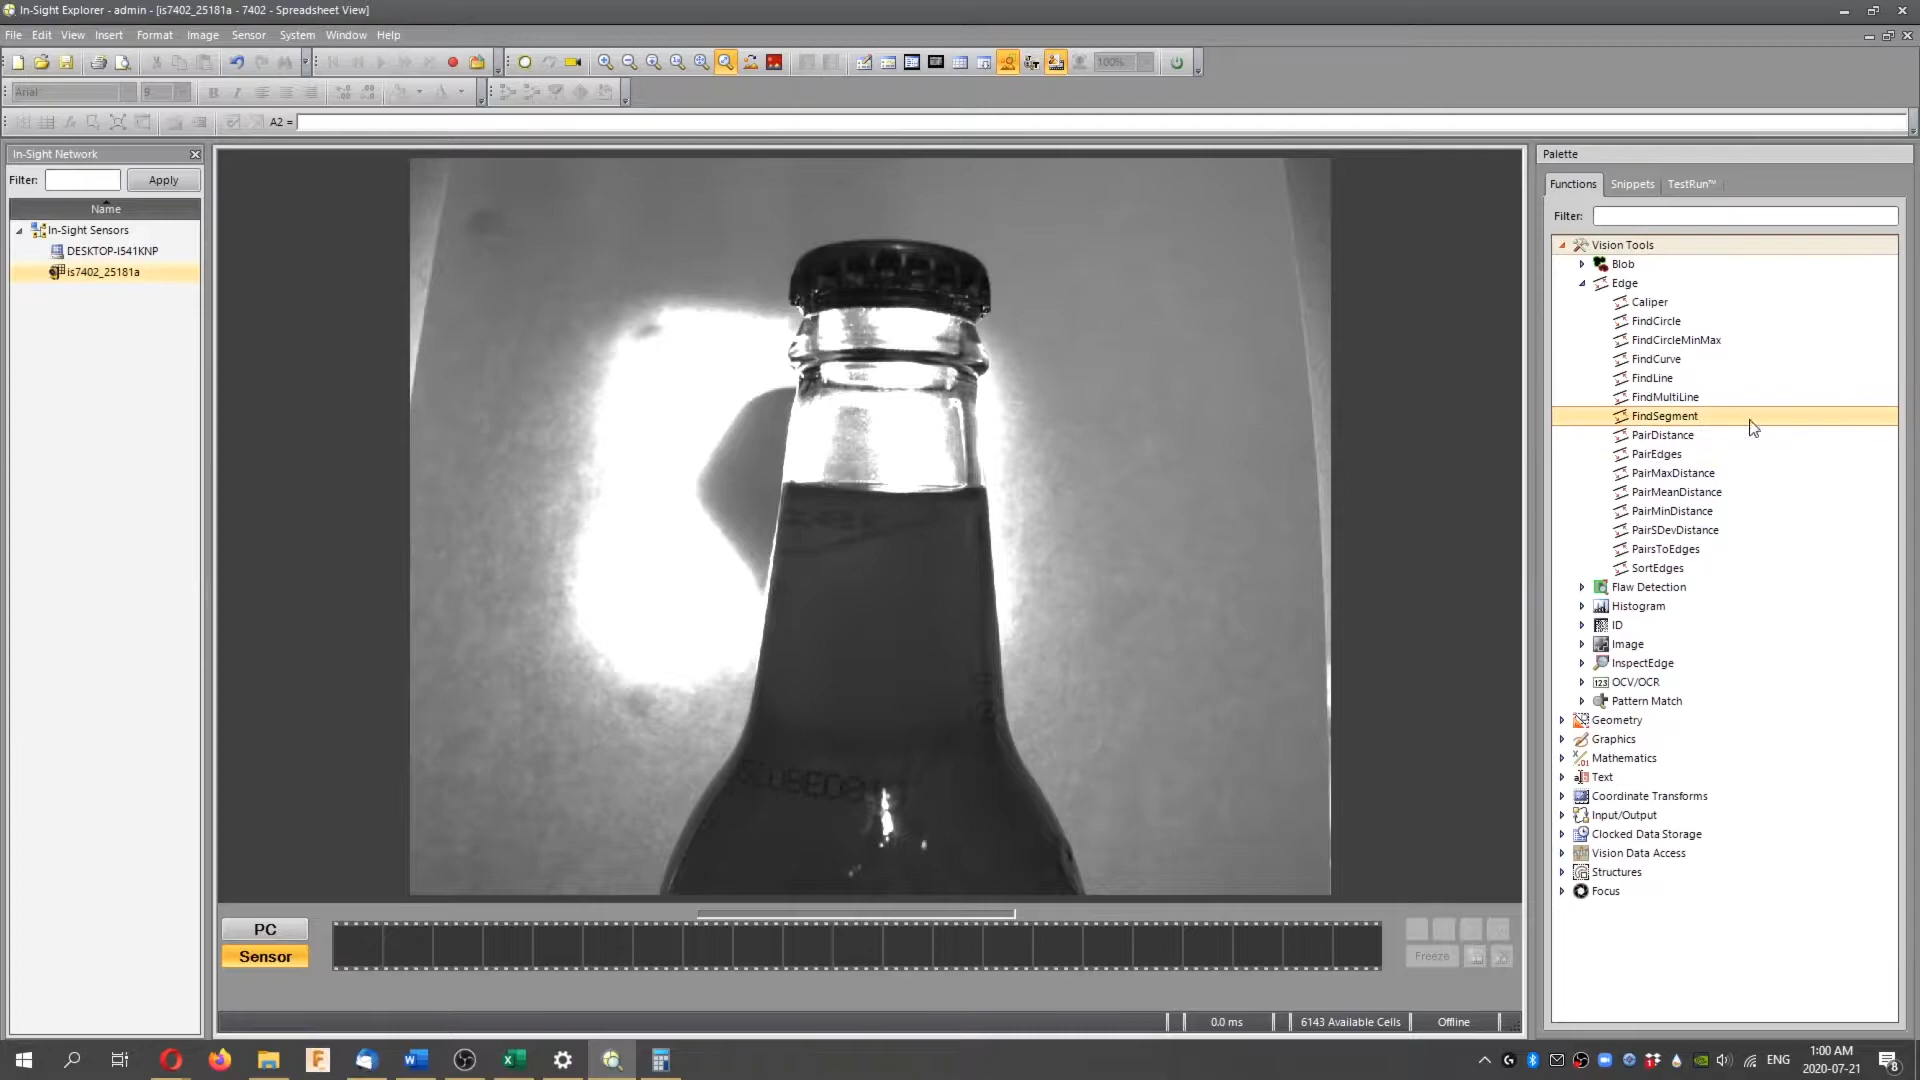 In-Sight Explorer - admin - [is7402_25181a - 7402 - Spreadsheet View]
File Edit View Insert Format Image Sensor System Window Help
100%
Arial 9
A2 =
In-Sight Network
Filter: Apply
Name
In-Sight Sensors
DESKTOP-I541KNP
is7402_25181a
PC
Sensor
Freeze
0.0 ms 6143 Available Cells Offline
Palette
Functions Snippets TestRun™
Filter:
Vision Tools
Blob
Edge
Caliper
FindCircle
FindCircleMinMax
FindCurve
FindLine
FindMultiLine
FindSegment
PairDistance
PairEdges
PairMaxDistance
PairMeanDistance
PairMinDistance
PairSDevDistance
PairsToEdges
SortEdges
Flaw Detection
Histogram
ID
Image
InspectEdge
OCV/OCR
Pattern Match
Geometry
Graphics
Mathematics
Text
Coordinate Transforms
Input/Output
Clocked Data Storage
Vision Data Access
Structures
Focus
ENG
1:00 AM
2020-07-21
8